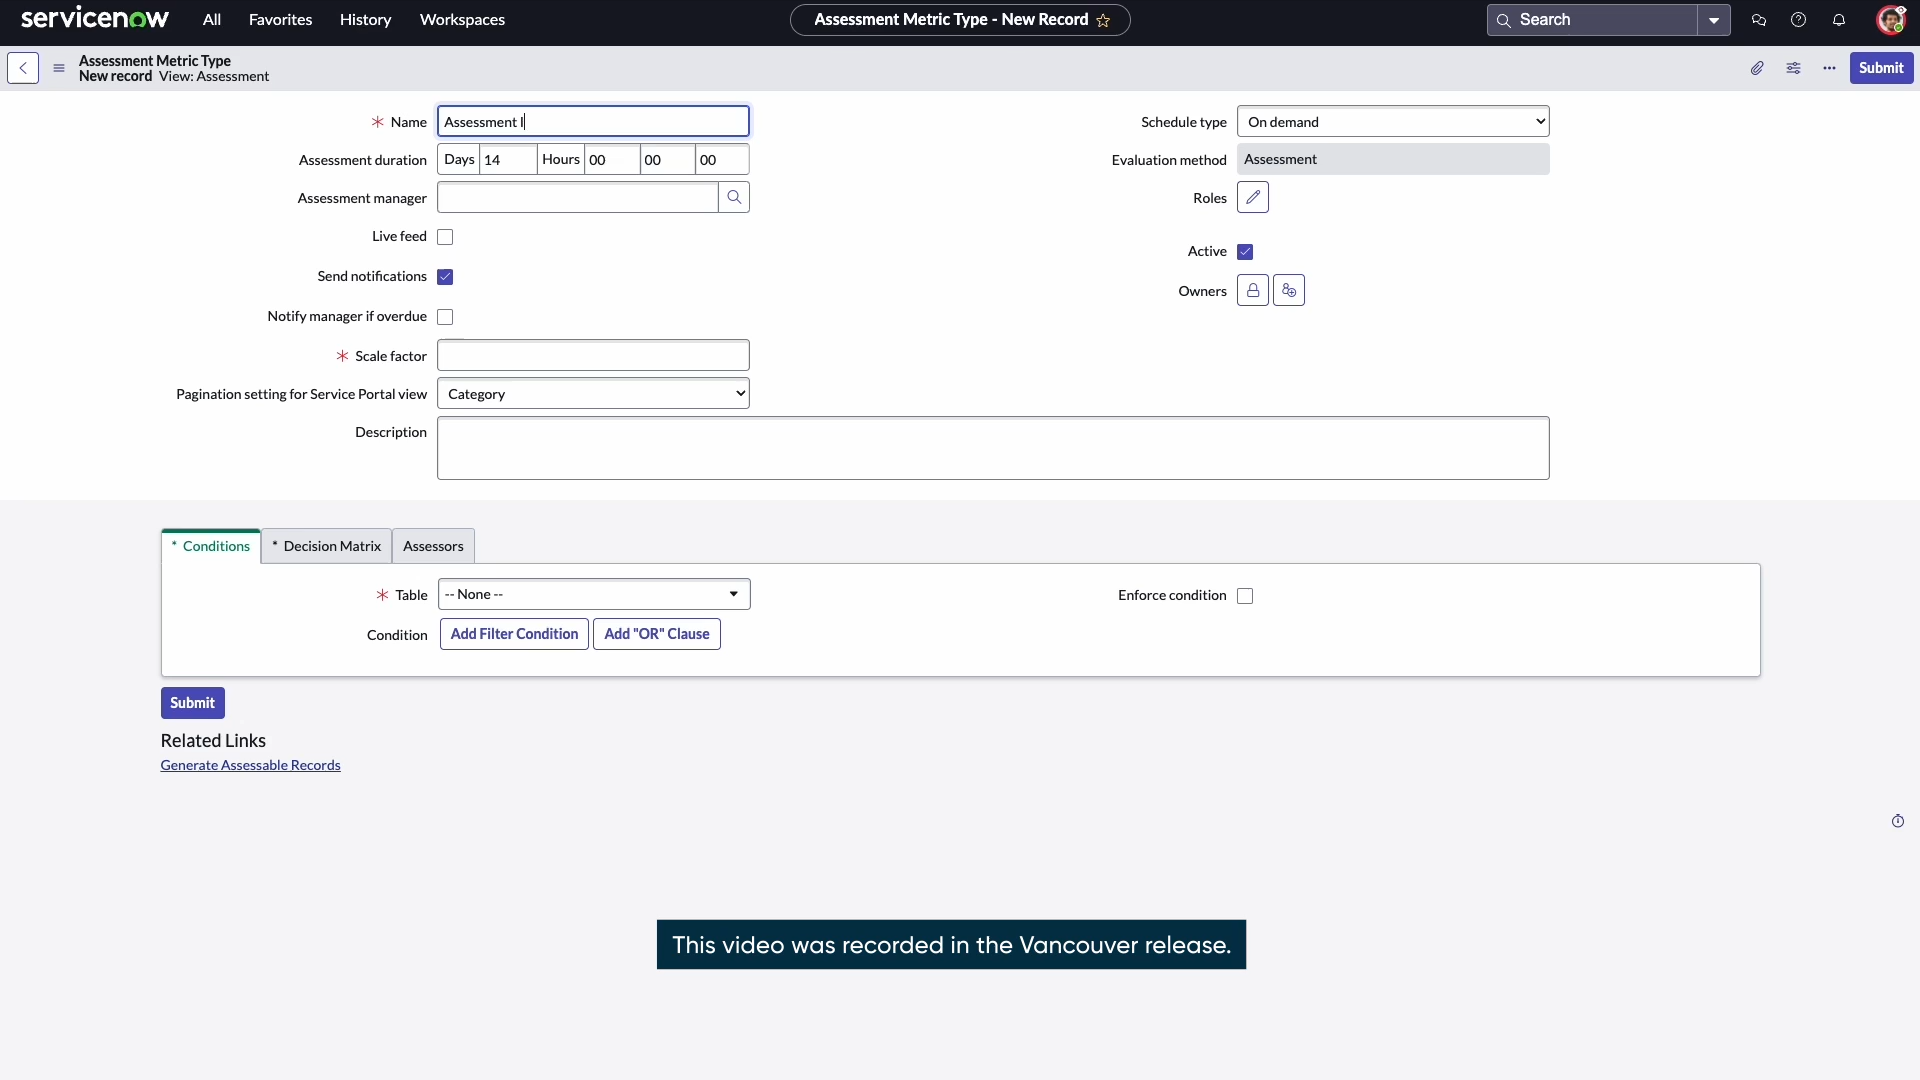 servicenow All Favorites History Workspaces Assessment Metric Type - New Record Search
Assessment Metric Type
New record View: Assessment
Submit
* Name Assessment I
Schedule type On demand
Assessment duration Days 14 Hours 00 00 00
Evaluation method Assessment
Assessment manager
Roles
Live feed
Active
Send notifications
Owners
Notify manager if overdue
* Scale factor
Pagination setting for Service Portal view Category
Description
* Conditions * Decision Matrix Assessors
* Table -- None --
Enforce condition
Condition Add Filter Condition Add "OR" Clause
Submit
Related Links
Generate Assessable Records
This video was recorded in the Vancouver release.